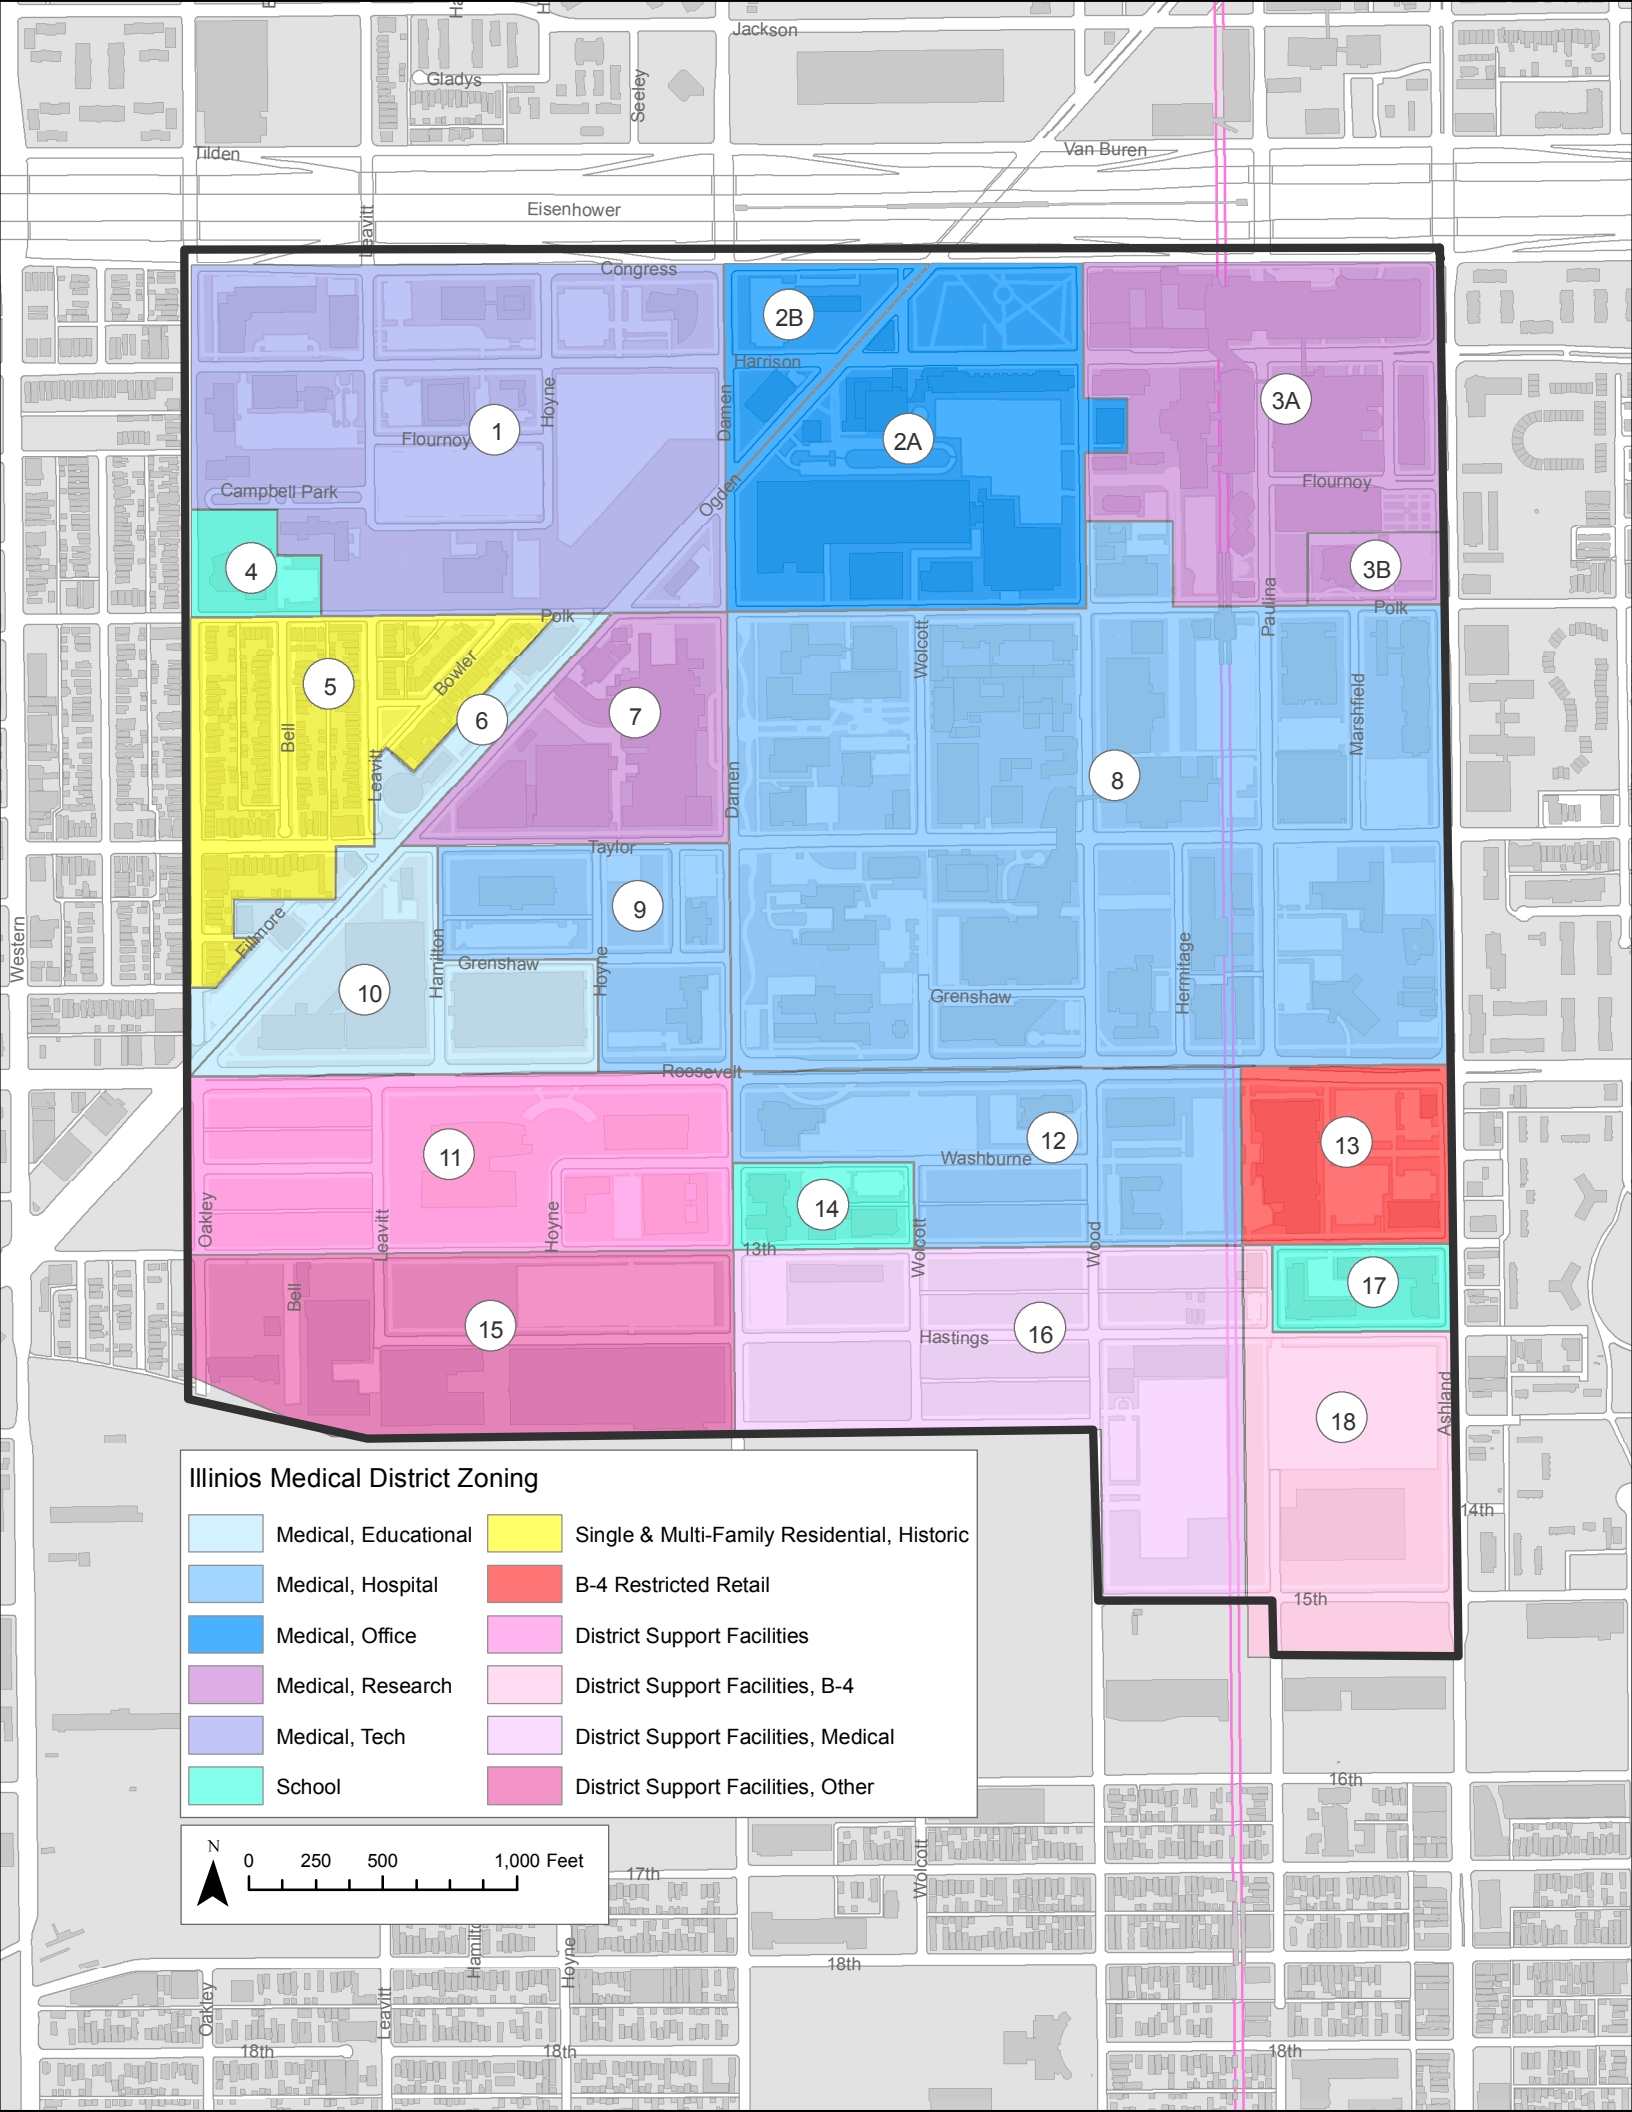 Jackson
Gladys
Seeley
Tilden
Van Buren
Eisenhower
Leavitt
Congress
2B
Harrison
3A
Hoyne
1
Flournoy
Damen
2A
Ogden
Campbell Park
Flournoy
4
3B
Polk
Paulina
Polk
Wolcott
5
Bowler
6
7
Bell
Leavitt
Marshfield
8
Damen
Taylor
9
Fillmore
Western
Hamilton
Grenshaw
Hoyne
10
Grenshaw
Hermitage
Roosevelt
11
12
13
Washburne
Oakley
Leavitt
Hoyne
14
13th
Wolcott
Wood
Bell
15
17
Hastings
16
18
Ashland
14th
15th
Illinios Medical District Zoning
Medical, Educational
Medical, Hospital
Medical, Office
Medical, Research
Medical, Tech
School
Single & Multi-Family Residential, Historic
B-4 Restricted Retail
District Support Facilities
District Support Facilities, B-4
District Support Facilities, Medical
District Support Facilities, Other
16th
N
0 250 500 1,000 Feet
17th
Wolcott
Hoyne
18th
Oakley
Leavitt
18th
18th
18th